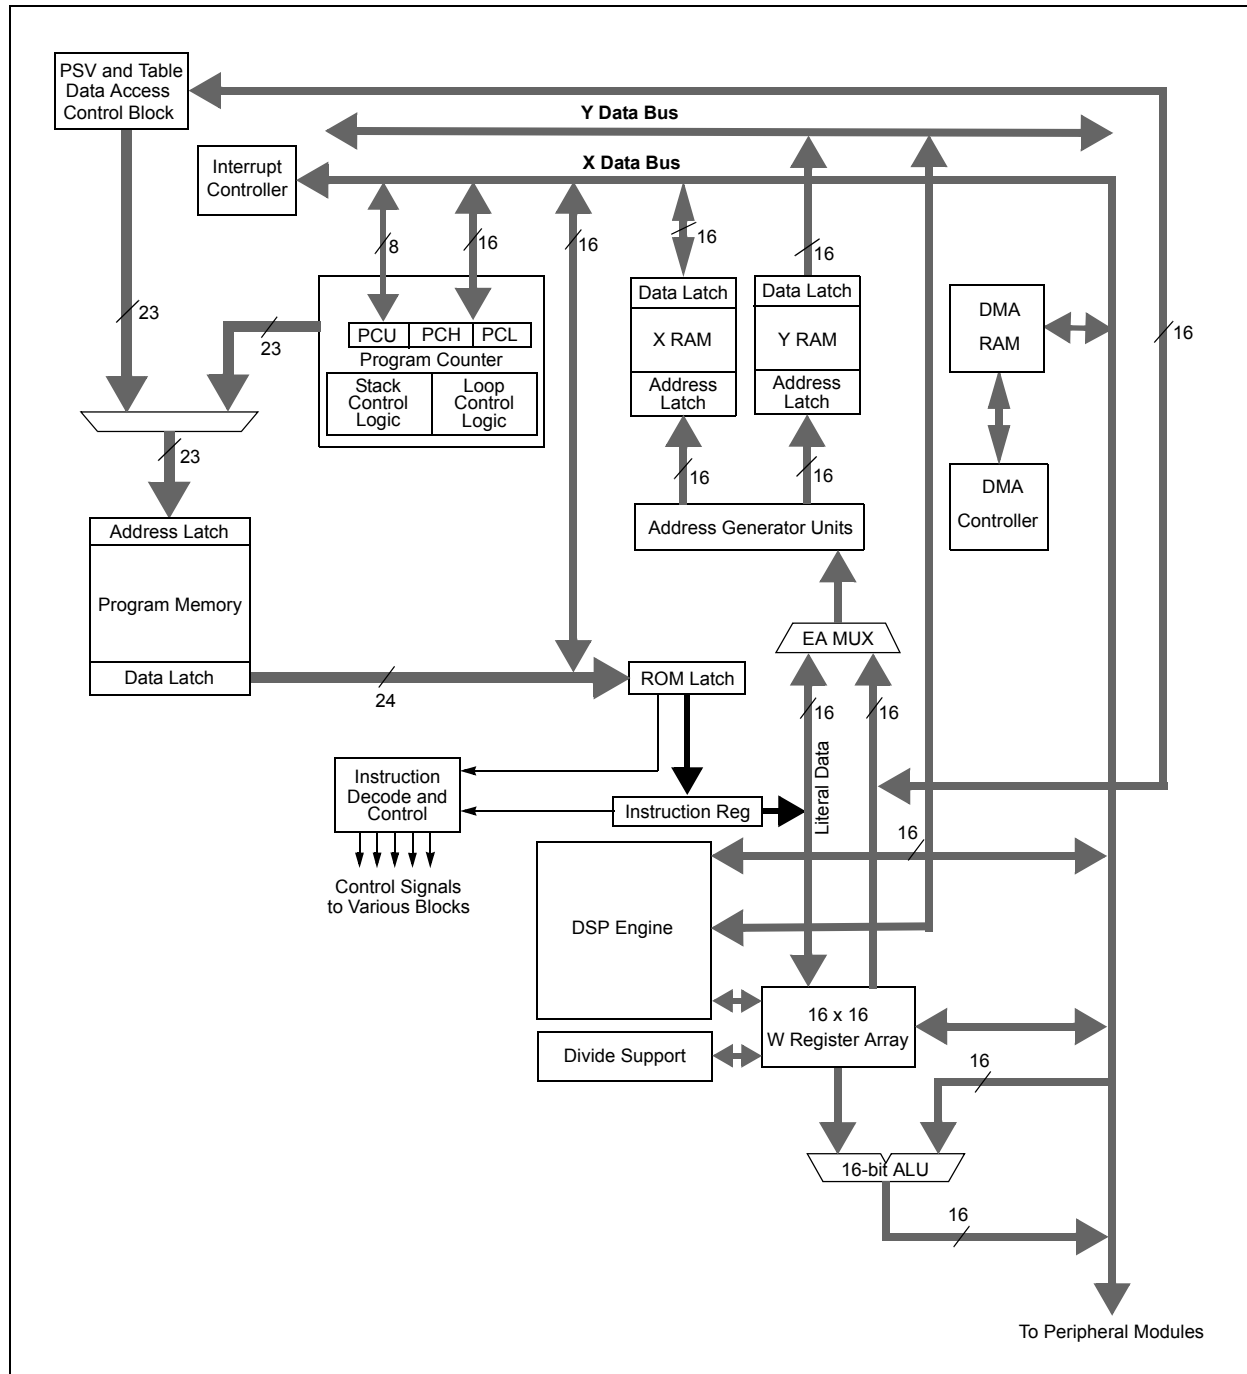 PSV and Table
Data Access
Control Block
Y Data Bus
Interrupt
Controller
X Data Bus
8
16
16
16
16
23
23
16
PCU
PCH
PCL
Program Counter
Stack
Control
Logic
Loop
Control
Logic
Data Latch
X RAM
Address
Latch
Data Latch
Y RAM
Address
Latch
DMA
RAM
23
16
16
DMA
Controller
Address Generator Units
Address Latch
Program Memory
Data Latch
24
EA MUX
ROM Latch
16
16
Literal Data
Instruction
Decode and
Control
Instruction Reg
Control Signals
to Various Blocks
16
DSP Engine
16 x 16
W Register Array
Divide Support
16
16-bit ALU
16
To Peripheral Modules